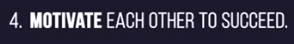 4. MOTIVATE EACH OTHER TO SUCCEED.